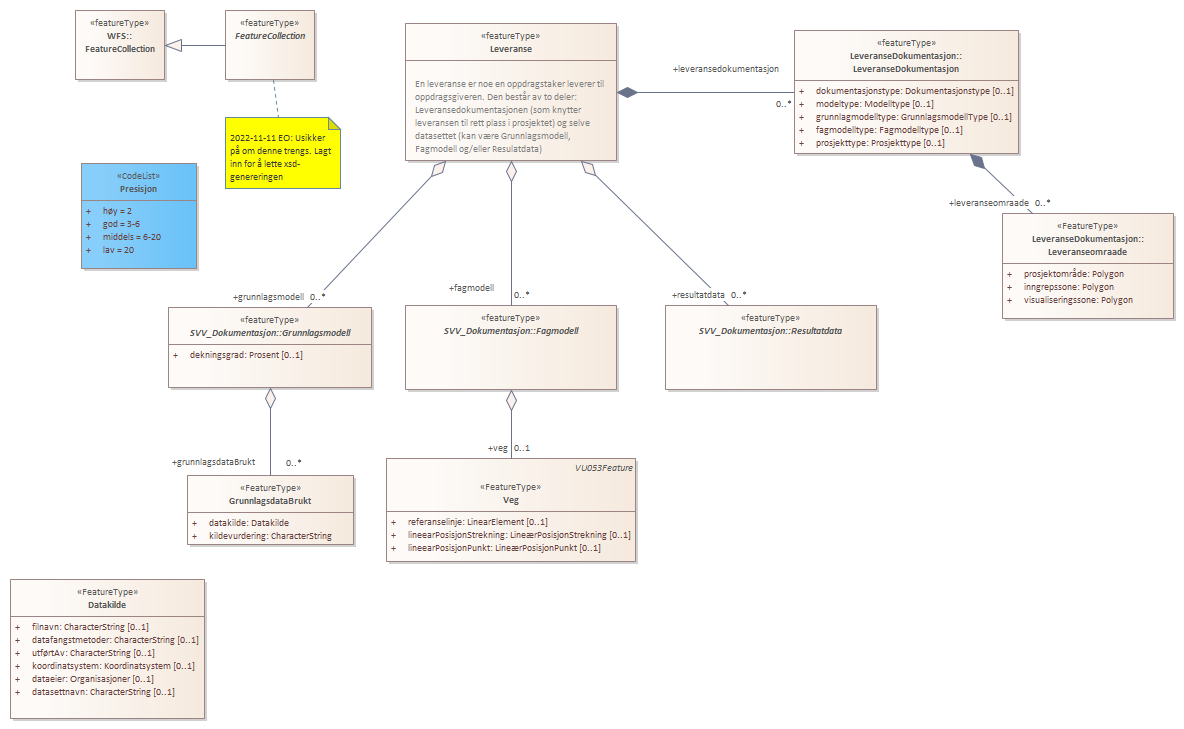 «featureType»
WFS::
FeatureCollection
«featureType»
FeatureCollection
2022-11-11 EO: Usikker
på om denne trengs. Lagt
inn for å lette xsd-
genereringen
«CodeList»
Presisjon
+ høy = 2
+ god = 3-6
+ middels = 6-20
+ lav = 20
«featureType»
Leveranse
En leveranse er noe en oppdragstaker leverer til
oppdragsgiveren. Den består av to deler:
Leveransedokumentasjonen (som knytter
leveransen til rett plass i prosjektet) og selve
datasettet (kan være Grunnlagsmodell,
Fagmodell og/eller Resulatdata)
+leveransedokumentasjon
0..*
«featureType»
LeveranseDokumentasjon::
LeveranseDokumentasjon
+ dokumentasjonstype: Dokumentasjonstype [0..1]
+ modeltype: Modelltype [0..1]
+ grunnlagmodelltype: GrunnlagsmodellType [0..1]
+ fagmodelltype: Fagmodelltype [0..1]
+ prosjekttype: Prosjekttype [0..1]
+leveranseomraade 0..*
«FeatureType»
LeveranseDokumentasjon::
Leveranseomraade
+ prosjektområde: Polygon
+ inngrepssone: Polygon
+ visualiseringssone: Polygon
+grunnlagsmodell 0..*
«featureType»
SVV_Dokumentasjon::Grunnlagsmodell
+ dekningsgrad: Prosent [0..1]
+fagmodell
0..*
«featureType»
SVV_Dokumentasjon::Fagmodell
+resultatdata 0..*
«featureType»
SVV_Dokumentasjon::Resultatdata
+grunnlagsdataBrukt 0..*
«FeatureType»
GrunnlagsdataBrukt
+ datakilde: Datakilde
+ kildevurdering: CharacterString
+veg 0..1
VU053Feature
«FeatureType»
Veg
+ referanselinje: LinearElement [0..1]
+ lineearPosisjonStrekning: LineærPosisjonStrekning [0..1]
+ lineearPosisjonPunkt: LineærPosisjonPunkt [0..1]
«FeatureType»
Datakilde
+ filnavn: CharacterString [0..1]
+ datafangstmetoder: CharacterString [0..1]
+ utførtAv: CharacterString [0..1]
+ koordinatsystem: Koordinatsystem [0..1]
+ dataeier: Organisasjoner [0..1]
+ datasettnavn: CharacterString [0..1]